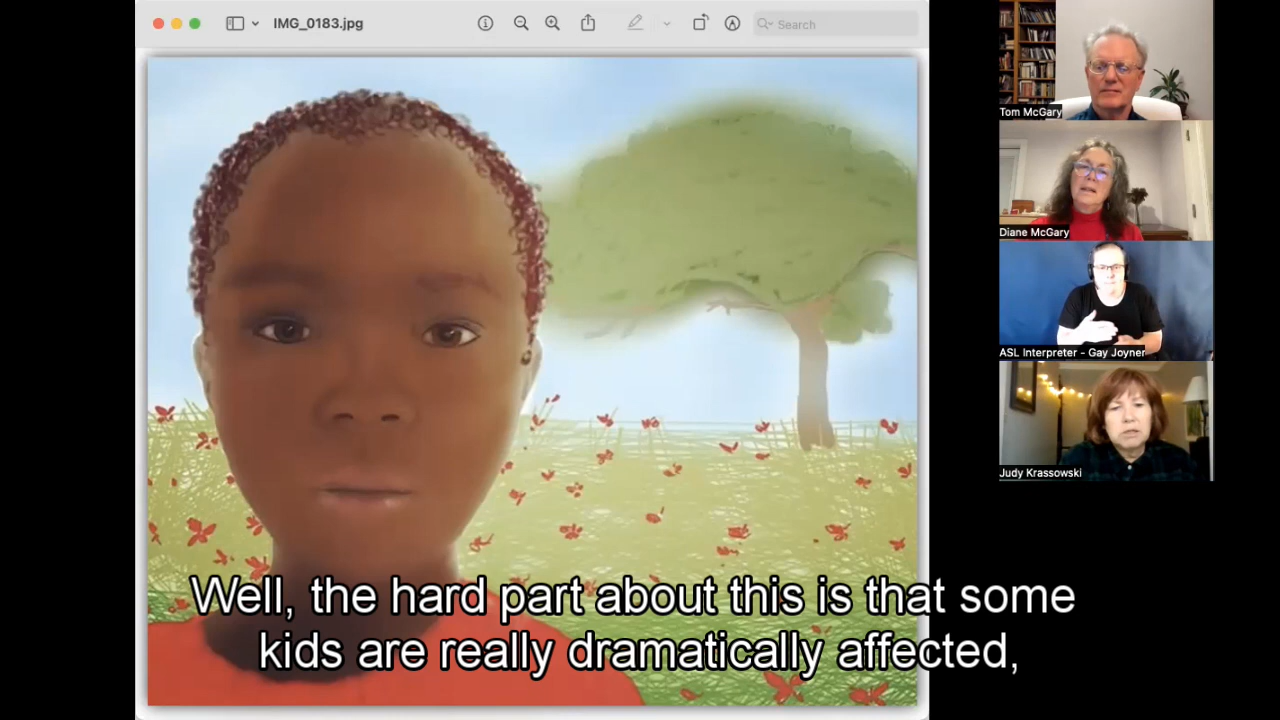 IMG_0183.jpg
Search
Tom McGary
Diane McGary
ASL Interpreter - Gay Joyner
Judy Krassowski
Well, the hard part about this is that some
kids are really dramatically affected,